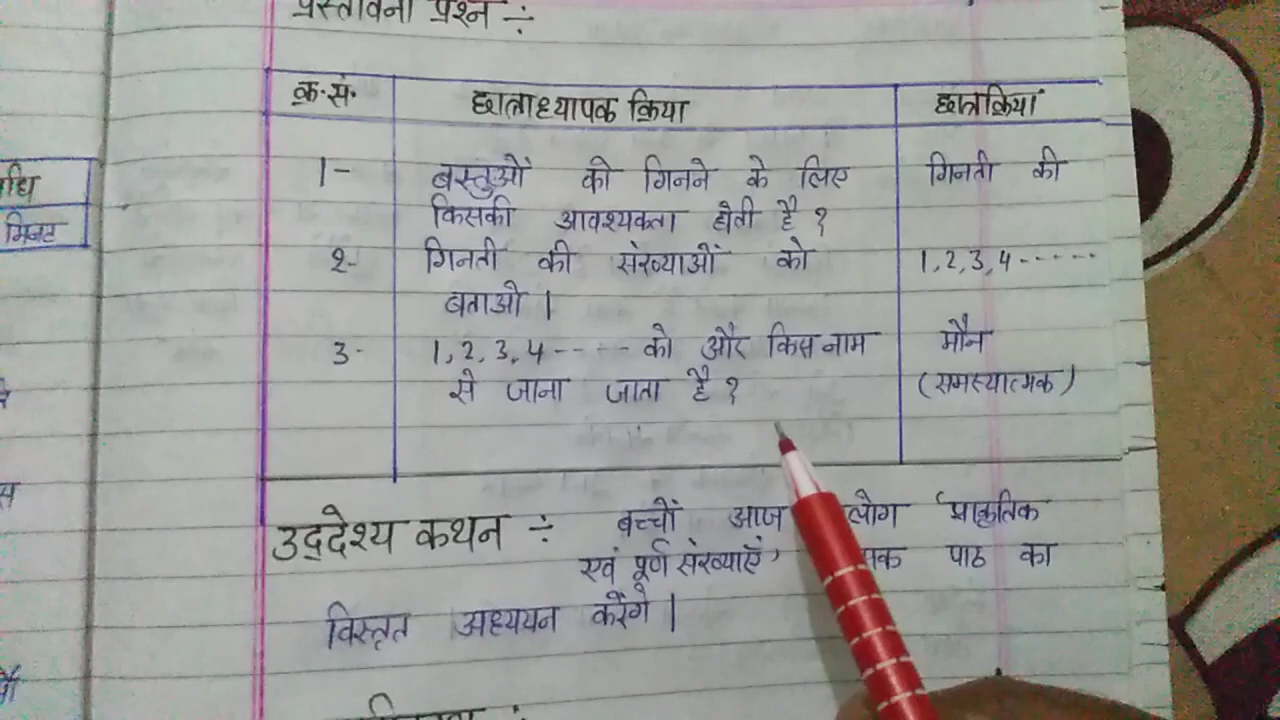 प्रस्तावना प्रश्न ÷
क्र.सं. छात्राध्यापक क्रिया छात्रक्रिया
1- बस्तुओं को गिनने के लिए गिनती की
किसकी आवश्यकता होती है ?
2- गिनती की संख्याओं को 1,2,3,4-----
बताओ ।
3- 1,2,3,4----- को और किस नाम मौन
से जाना जाता है ? (समस्यात्मक)
उद्देश्य कथन ÷ बच्चों आज लोग 'प्राकृतिक
एवं पूर्ण संख्याएँ' पाठ का
विस्तृत अध्ययन करेंगे ।
मिनट